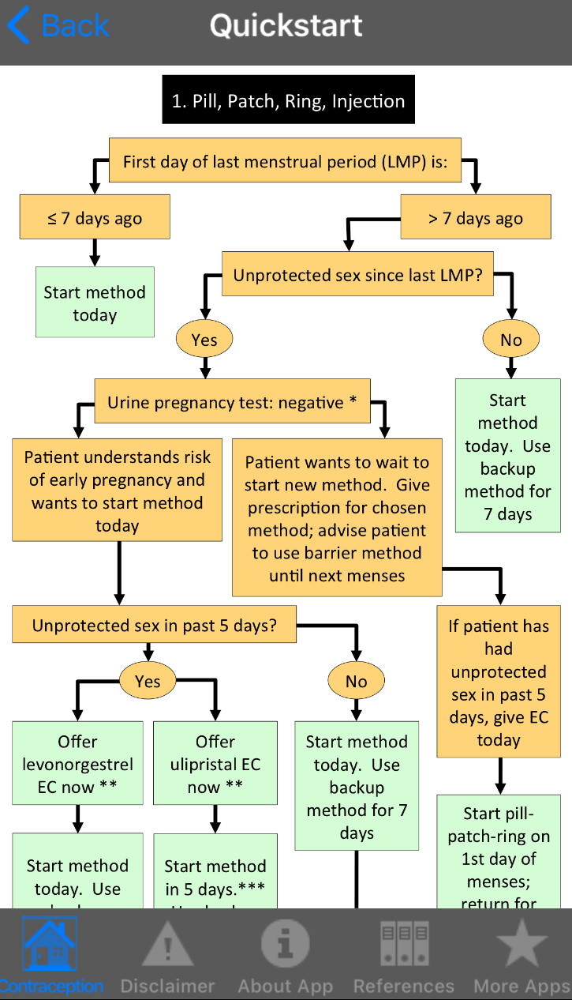 Back
Quickstart
1. Pill, Patch, Ring, Injection
First day of last menstrual period (LMP) is:
≤ 7 days ago
> 7 days ago
Start method
today
Unprotected sex since last LMP?
Yes
No
Urine pregnancy test: negative *
Start
method
today. Use
backup
method for
7 days
Patient understands risk
of early pregnancy and
wants to start method
today
Patient wants to wait to
start new method. Give
prescription for chosen
method; advise patient
to use barrier method
until next menses
Unprotected sex in past 5 days?
If patient has
had
unprotected
sex in past 5
days, give EC
today
Yes
No
Offer
levonorgestrel
EC now **
Offer
ulipristal EC
now **
Start method
today. Use
backup
method for 7
days
Start pill-
patch-ring on
1st day of
menses;
return for
Start method
today. Use
Start method
in 5 days.***
Contraception
Disclaimer
About App
References
More Apps